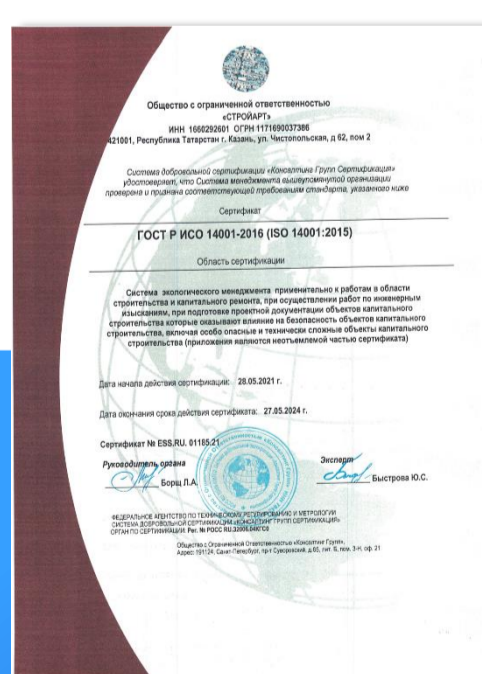 Общество с ограниченной ответственностью
«СТРОЙАРТ»
ИНН 1660292601 ОГРН 1171690037386
421001, Республика Татарстан г. Казань, ул. Чистопольская, д 62, пом 2
Система добровольной сертификации «Консалтинг Групп Сертификация»
удостоверяет, что Система менеджмента вышеупомянутой организации
проверена и признана соответствующей требованиям стандарта, указанного ниже
Сертификат
ГОСТ Р ИСО 14001-2016 (ISO 14001:2015)
Область сертификации
Система экологического менеджмента применительно к работам в области
строительства и капитального ремонта, при осуществлении работ по инженерным
изысканиям, при подготовке проектной документации объектов капитального
строительства которые оказывают влияние на безопасность объектов капитального
строительства, включая особо опасные и технически сложные объекты капитального
строительства (приложения являются неотъемлемой частью сертификата)
Дата начала действия сертификации: 28.05.2021 г.
Дата окончания срока действия сертификата: 27.05.2024 г.
Сертификат № ESS.RU. 01185.21
Руководитель органа
Борщ Л.А.
Эксперт
Быстрова Ю.С.
ФЕДЕРАЛЬНОЕ АГЕНТСТВО ПО ТЕХНИЧЕСКОМУ РЕГУЛИРОВАНИЮ И МЕТРОЛОГИИ
СИСТЕМА ДОБРОВОЛЬНОЙ СЕРТИФИКАЦИИ «КОНСАЛТИНГ ГРУПП СЕРТИФИКАЦИЯ»
ОРГАН ПО СЕРТИФИКАЦИИ: Рег. № РОСС RU.32006.04КГС0
Общество с Ограниченной Ответственностью «Консалтинг Групп»,
Адрес: 191124, Санкт-Петербург, пр-т Суворовский, д.65, лит. Б, пом. 3-Н, оф. 21